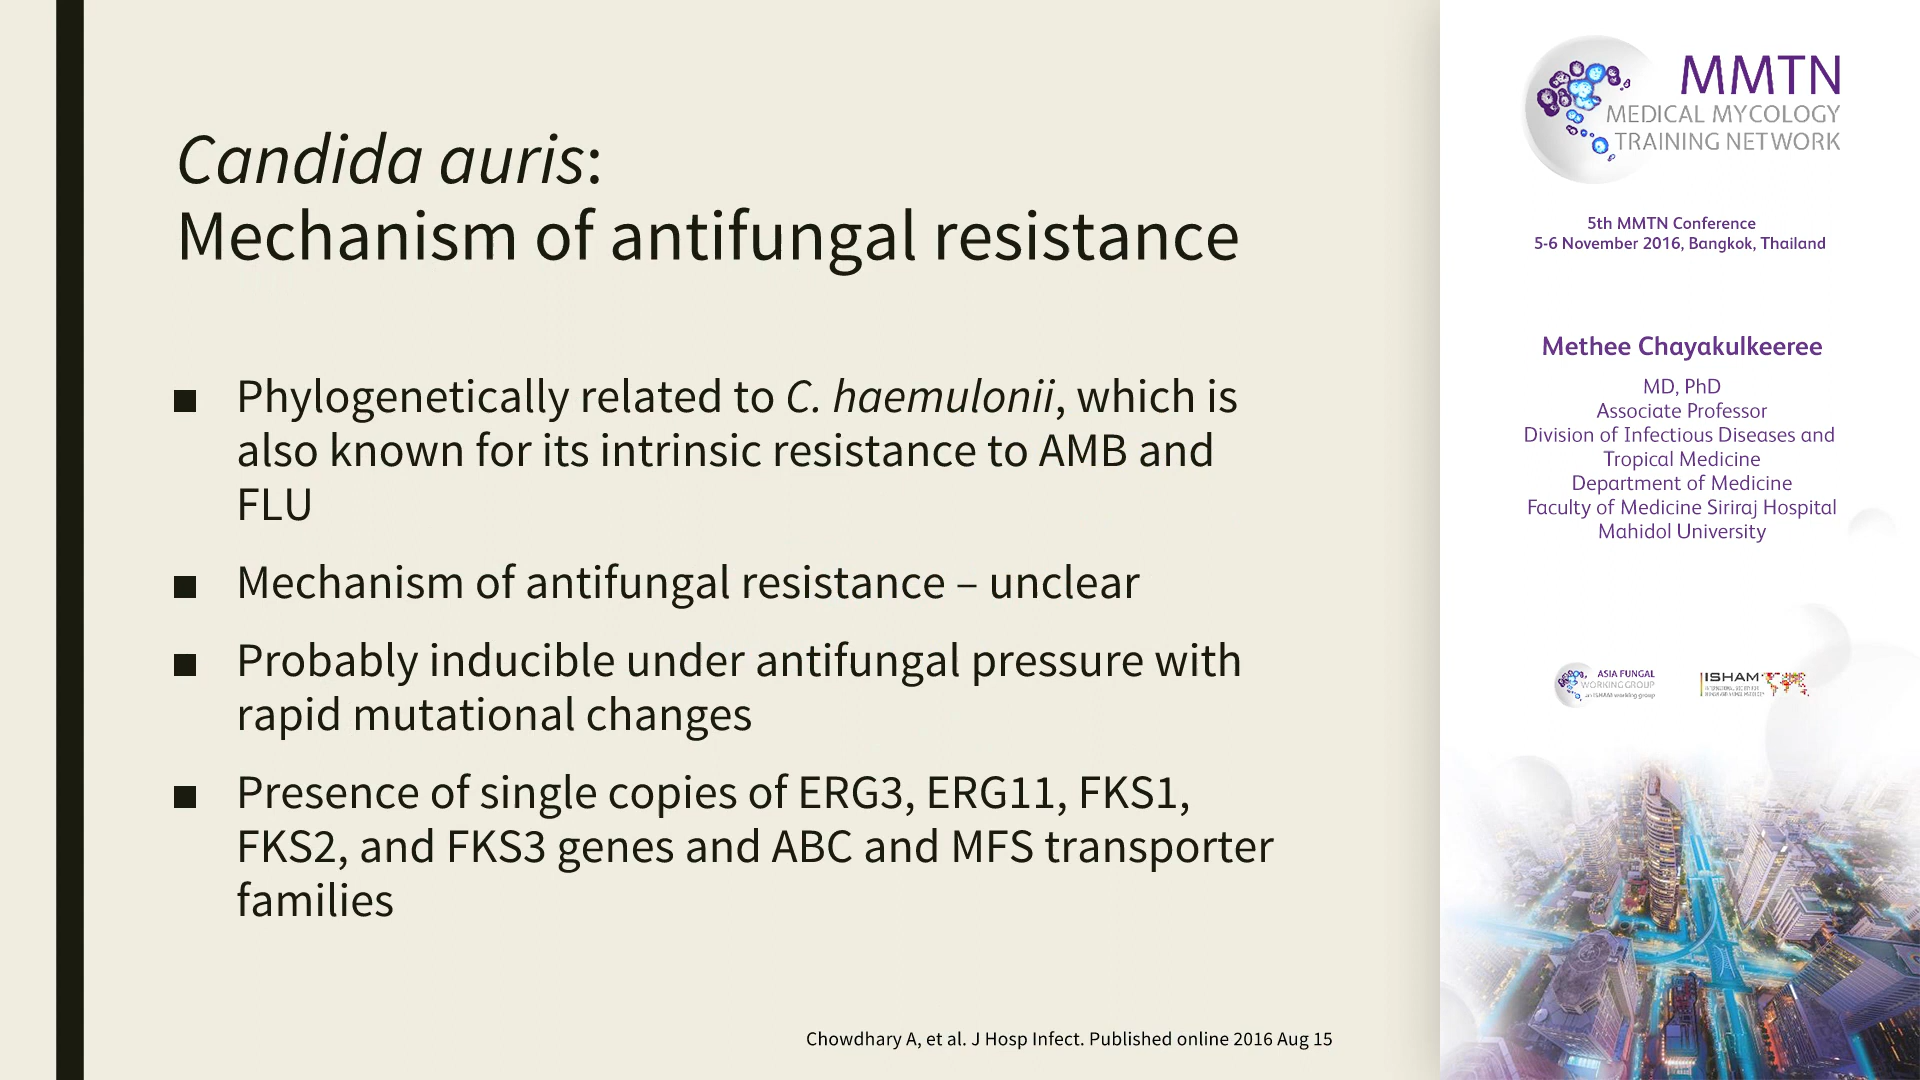 Candida auris:
Mechanism of antifungal resistance
■ Phylogenetically related to C. haemulonii, which is
also known for its intrinsic resistance to AMB and
FLU
■ Mechanism of antifungal resistance – unclear
■ Probably inducible under antifungal pressure with
rapid mutational changes
■ Presence of single copies of ERG3, ERG11, FKS1,
FKS2, and FKS3 genes and ABC and MFS transporter
families
Chowdhary A, et al. J Hosp Infect. Published online 2016 Aug 15
MMTN
MEDICAL MYCOLOGY
TRAINING NETWORK
5th MMTN Conference
5-6 November 2016, Bangkok, Thailand
Methee Chayakulkeeree
MD, PhD
Associate Professor
Division of Infectious Diseases and
Tropical Medicine
Department of Medicine
Faculty of Medicine Siriraj Hospital
Mahidol University
ASIA FUNGAL
WORKING GROUP
an ISHAM working group
ISHAM